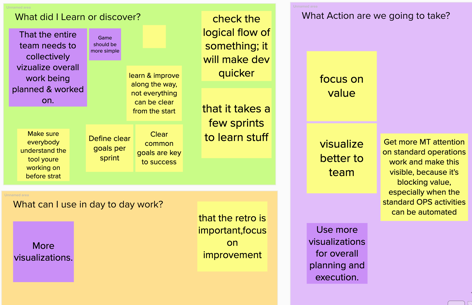 What did I Learn or discover?
That the entire
team needs to
collectively
vizualize overall
work being
planned & worked
on.
Game
should be
more simple
check the
logical flow of
something; it
will make dev
quicker
learn & improve
along the way,
not everything
can be clear
from the start
that it takes a
few sprints
to learn stuff
Make sure
everybody
understand the
tool youre
working on
before strat
Define clear
goals per
sprint
Clear
common
goals are key
to success
What can I use in day to day work?
More
visualizations.
that the retro is
important,focus
on
improvement
What Action are we going to take?
focus on
value
visualize
better to
team
Get more MT attention
on standard operations
work and make this
visible, because it's
blocking value,
especially when the
standard OPS activities
can be automated
Use more
visualizations
for overall
planning and
execution.